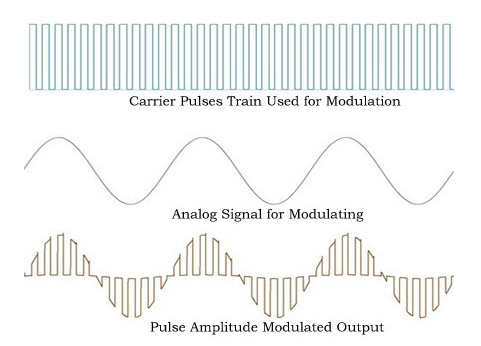 Carrier Pulses Train Used for Modulation
Analog Signal for Modulating
Pulse Amplitude Modulated Output